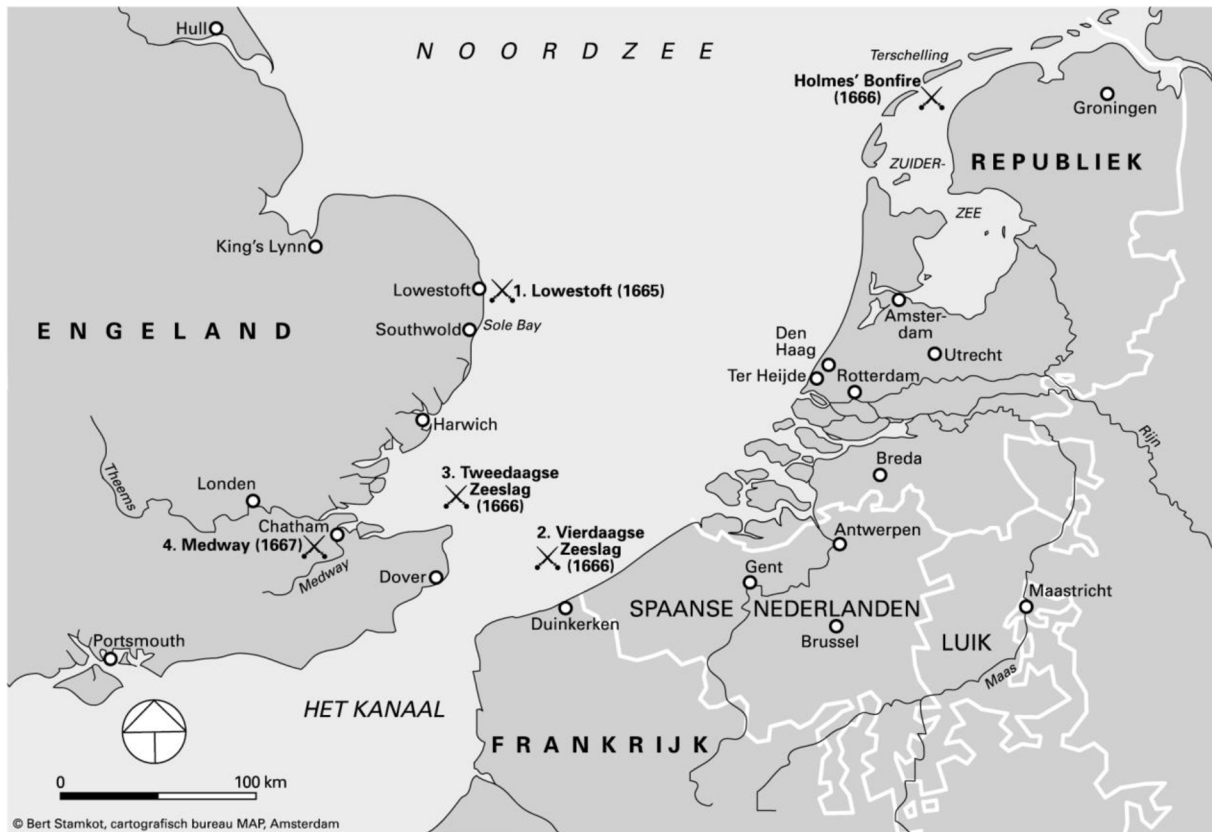 Hull
NOORDZEE
Terschelling
Holmes’ Bonfire
(1666)
Groningen
ZUIDER-
REPUBLIEK
ZEE
King’s Lynn
Lowestoft
1. Lowestoft (1665)
ENGELAND
Southwold
Sole Bay
Amster-
dam
Den
Haag
Utrecht
Ter Heijde
Rotterdam
Harwich
Rijn
Breda
Theems
Londen
3. Tweedaagse
Zeeslag
(1666)
Chatham
4. Medway (1667)
Medway
2. Vierdaagse
Zeeslag
(1666)
Antwerpen
Dover
Gent
Maastricht
Duinkerken
SPAANSE NEDERLANDEN
Brussel
LUIK
Portsmouth
Maas
HET KANAAL
FRANKRIJK
0 100 km
© Bert Stamkot, cartografisch bureau MAP, Amsterdam